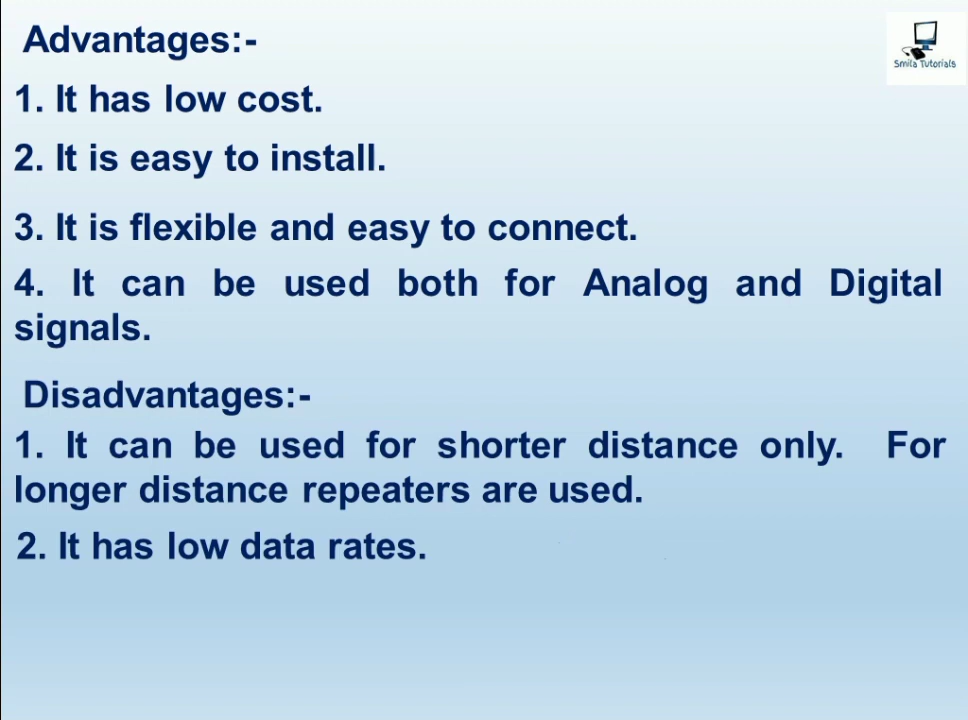 Advantages:-
Smita Tutorials
1. It has low cost.
2. It is easy to install.
3. It is flexible and easy to connect.
4. It can be used both for Analog and Digital
signals.
Disadvantages:-
1. It can be used for shorter distance only. For
longer distance repeaters are used.
2. It has low data rates.